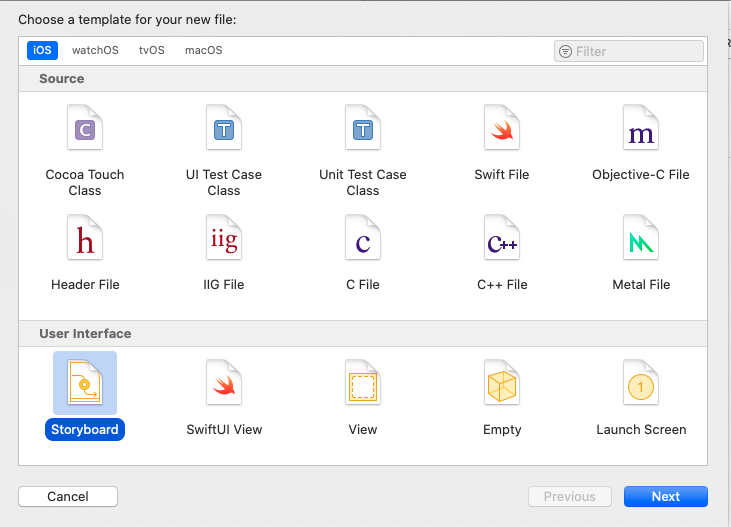 Choose a template for your new file:
iOS watchOS tvOS macOS Filter
Source
C T T m
Cocoa Touch Class
UI Test Case Class
Unit Test Case Class
Swift File
Objective-C File
h iig c c++
Header File
IIG File
C File
C++ File
Metal File
User Interface
1
Storyboard
SwiftUI View
View
Empty
Launch Screen
Cancel
Previous
Next